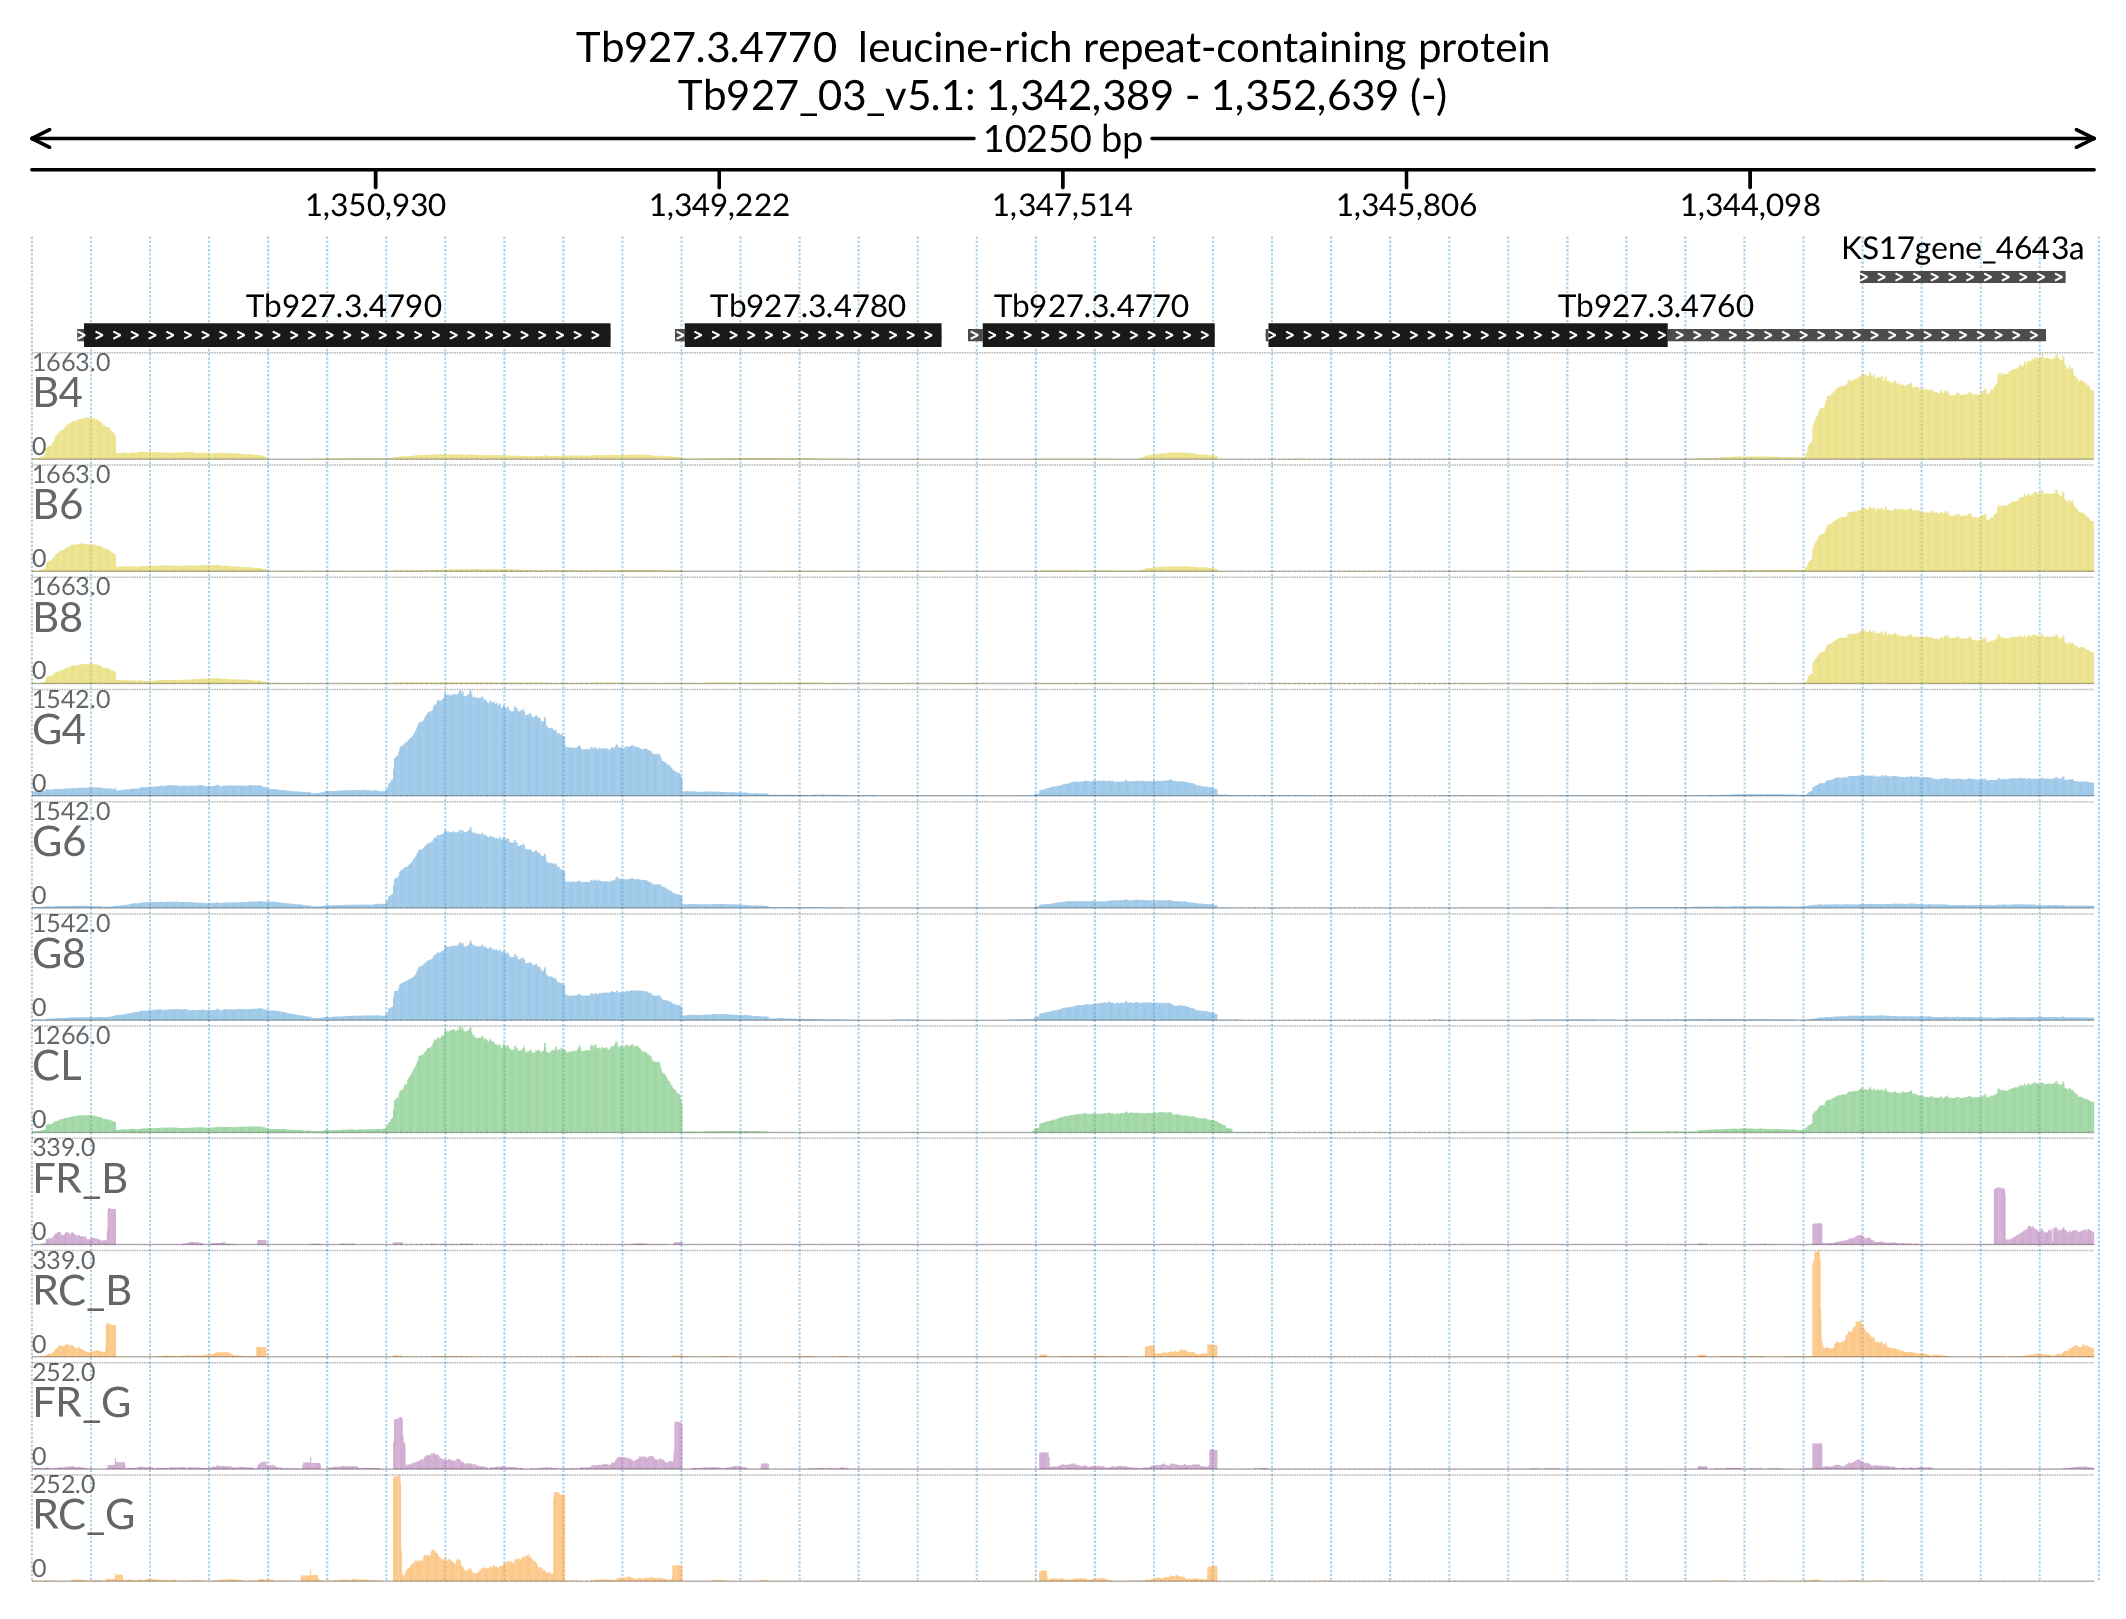 Tb927.3.4770 leucine-rich repeat-containing protein
Tb927_03_v5.1: 1,342,389 - 1,352,639 (-)
10250 bp
1,350,930 1,349,222 1,347,514 1,345,806 1,344,098
KS17gene_4643a
Tb927.3.4790 Tb927.3.4780 Tb927.3.4770 Tb927.3.4760
1663.0
B4
0
1663.0
B6
0
1663.0
B8
0
1542.0
G4
0
1542.0
G6
0
1542.0
G8
0
1266.0
CL
0
339.0
FR_B
0
339.0
RC_B
0
252.0
FR_G
0
252.0
RC_G
0